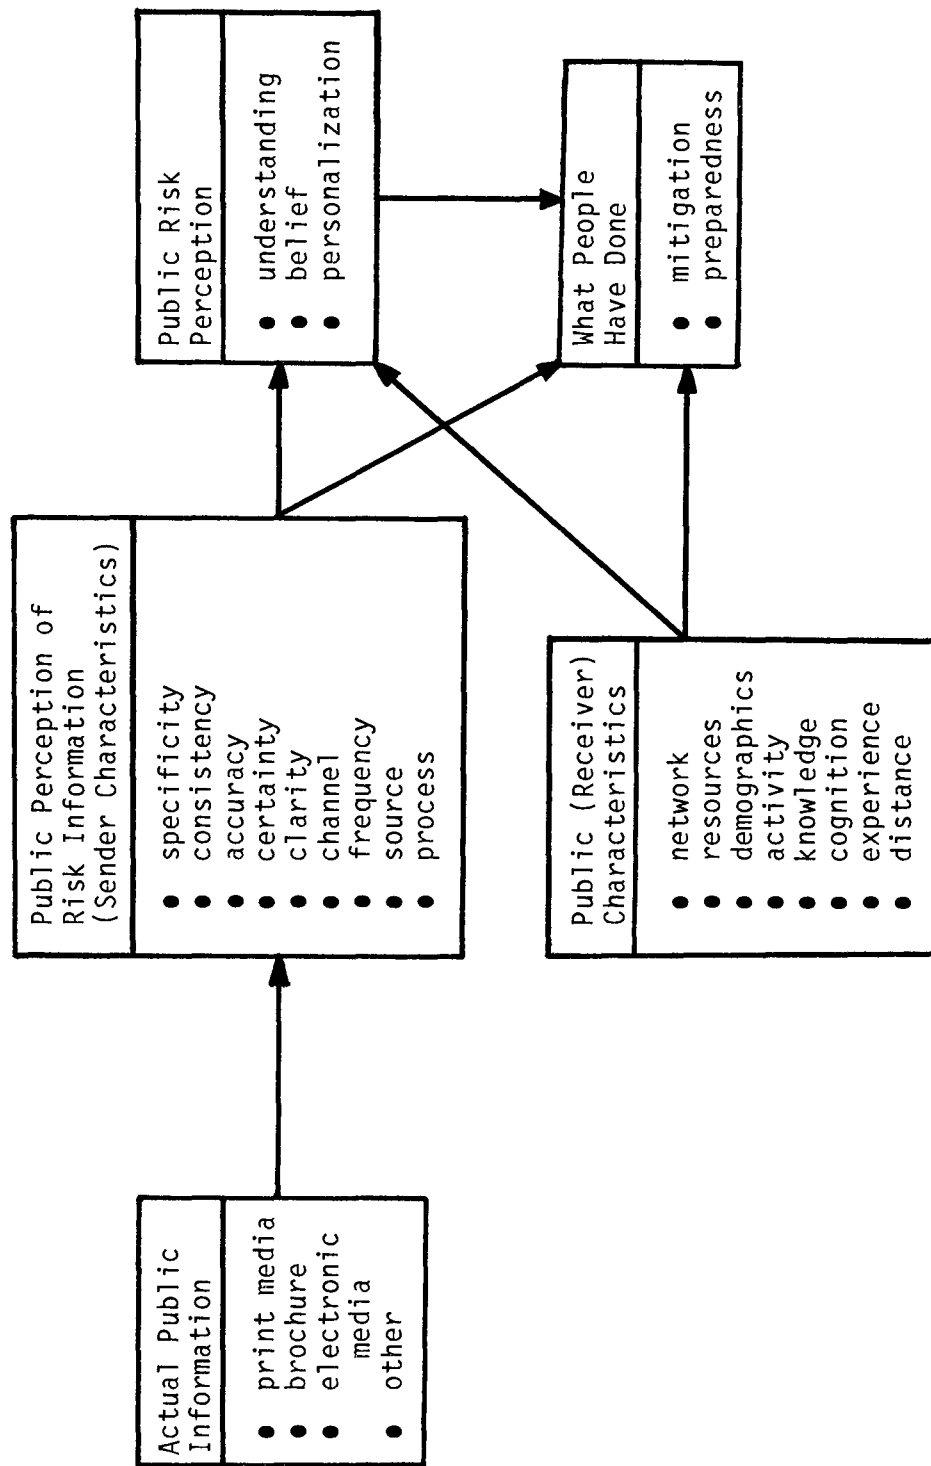 Actual Public
Information
● print media
● brochure
● electronic
media
● other
Public Perception of
Risk Information
(Sender Characteristics)
● specificity
● consistency
● accuracy
● certainty
● clarity
● channel
● frequency
● source
● process
Public (Receiver)
Characteristics
● network
● resources
● demographics
● activity
● knowledge
● cognition
● experience
● distance
Public Risk
Perception
● understanding
● belief
● personalization
What People
Have Done
● mitigation
● preparedness